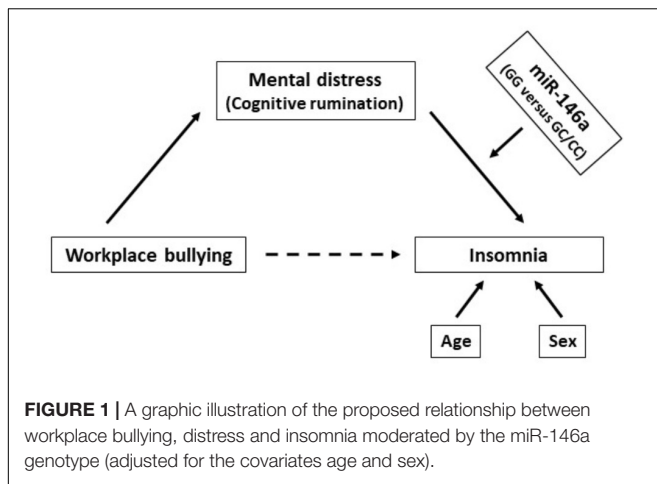 Mental distress
(Cognitive rumination)
miR-146a
(GG versus GC/CC)
Workplace bullying
Insomnia
Age
Sex
FIGURE 1 | A graphic illustration of the proposed relationship between
workplace bullying, distress and insomnia moderated by the miR-146a
genotype (adjusted for the covariates age and sex).